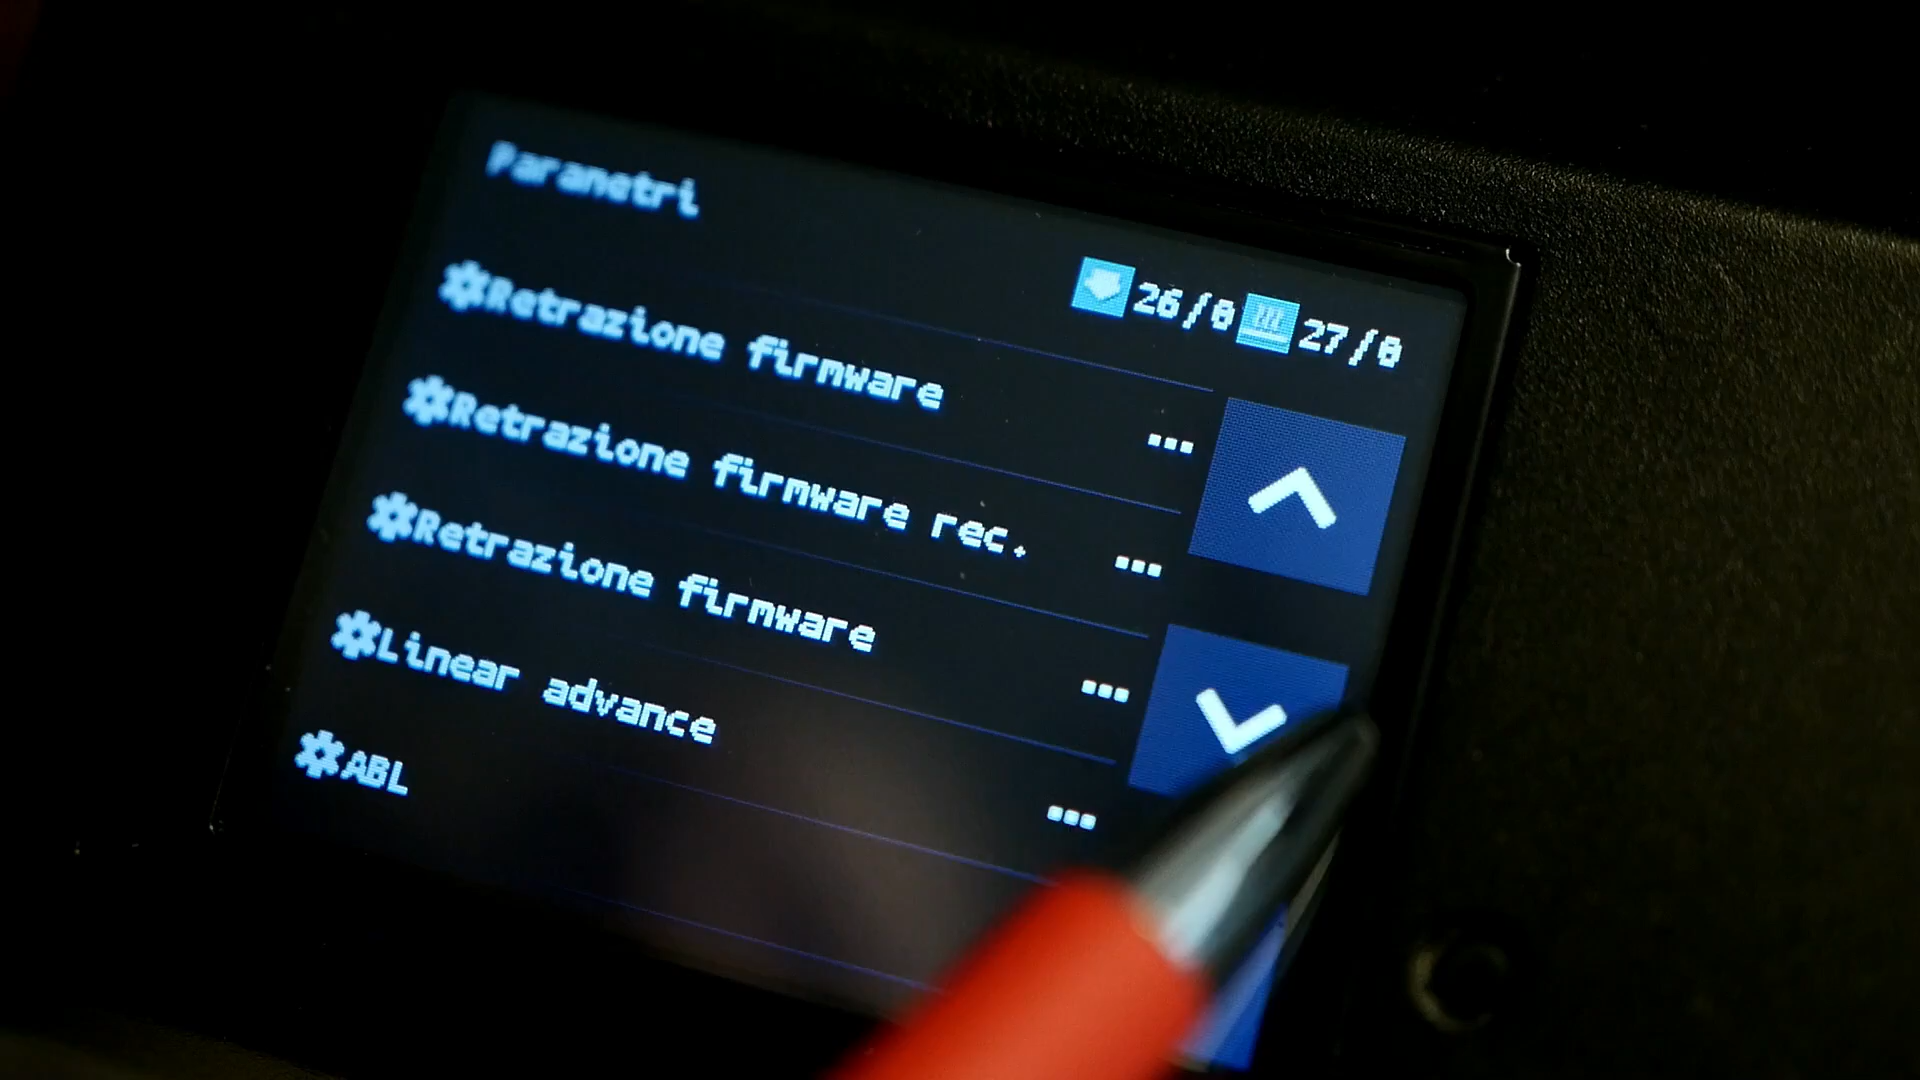 Parametri
26/0 27/0
Retrazione firmware
...
Retrazione firmware rec.
...
Retrazione firmware
...
Linear advance
...
ABL